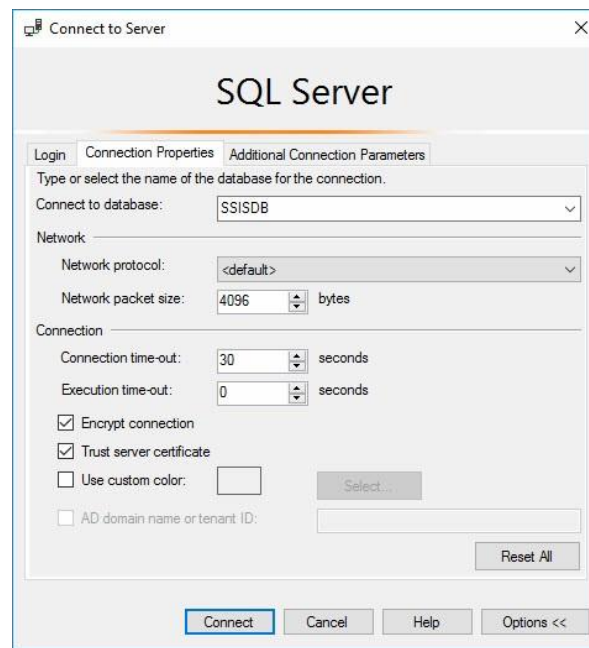 Connect to Server
SQL Server
Login Connection Properties Additional Connection Parameters
Type or select the name of the database for the connection.
Connect to database: SSISDB
Network
Network protocol: <default>
Network packet size: 4096 bytes
Connection
Connection time-out: 30 seconds
Execution time-out: 0 seconds
Encrypt connection
Trust server certificate
Use custom color: Select...
AD domain name or tenant ID:
Reset All
Connect Cancel Help Options <<